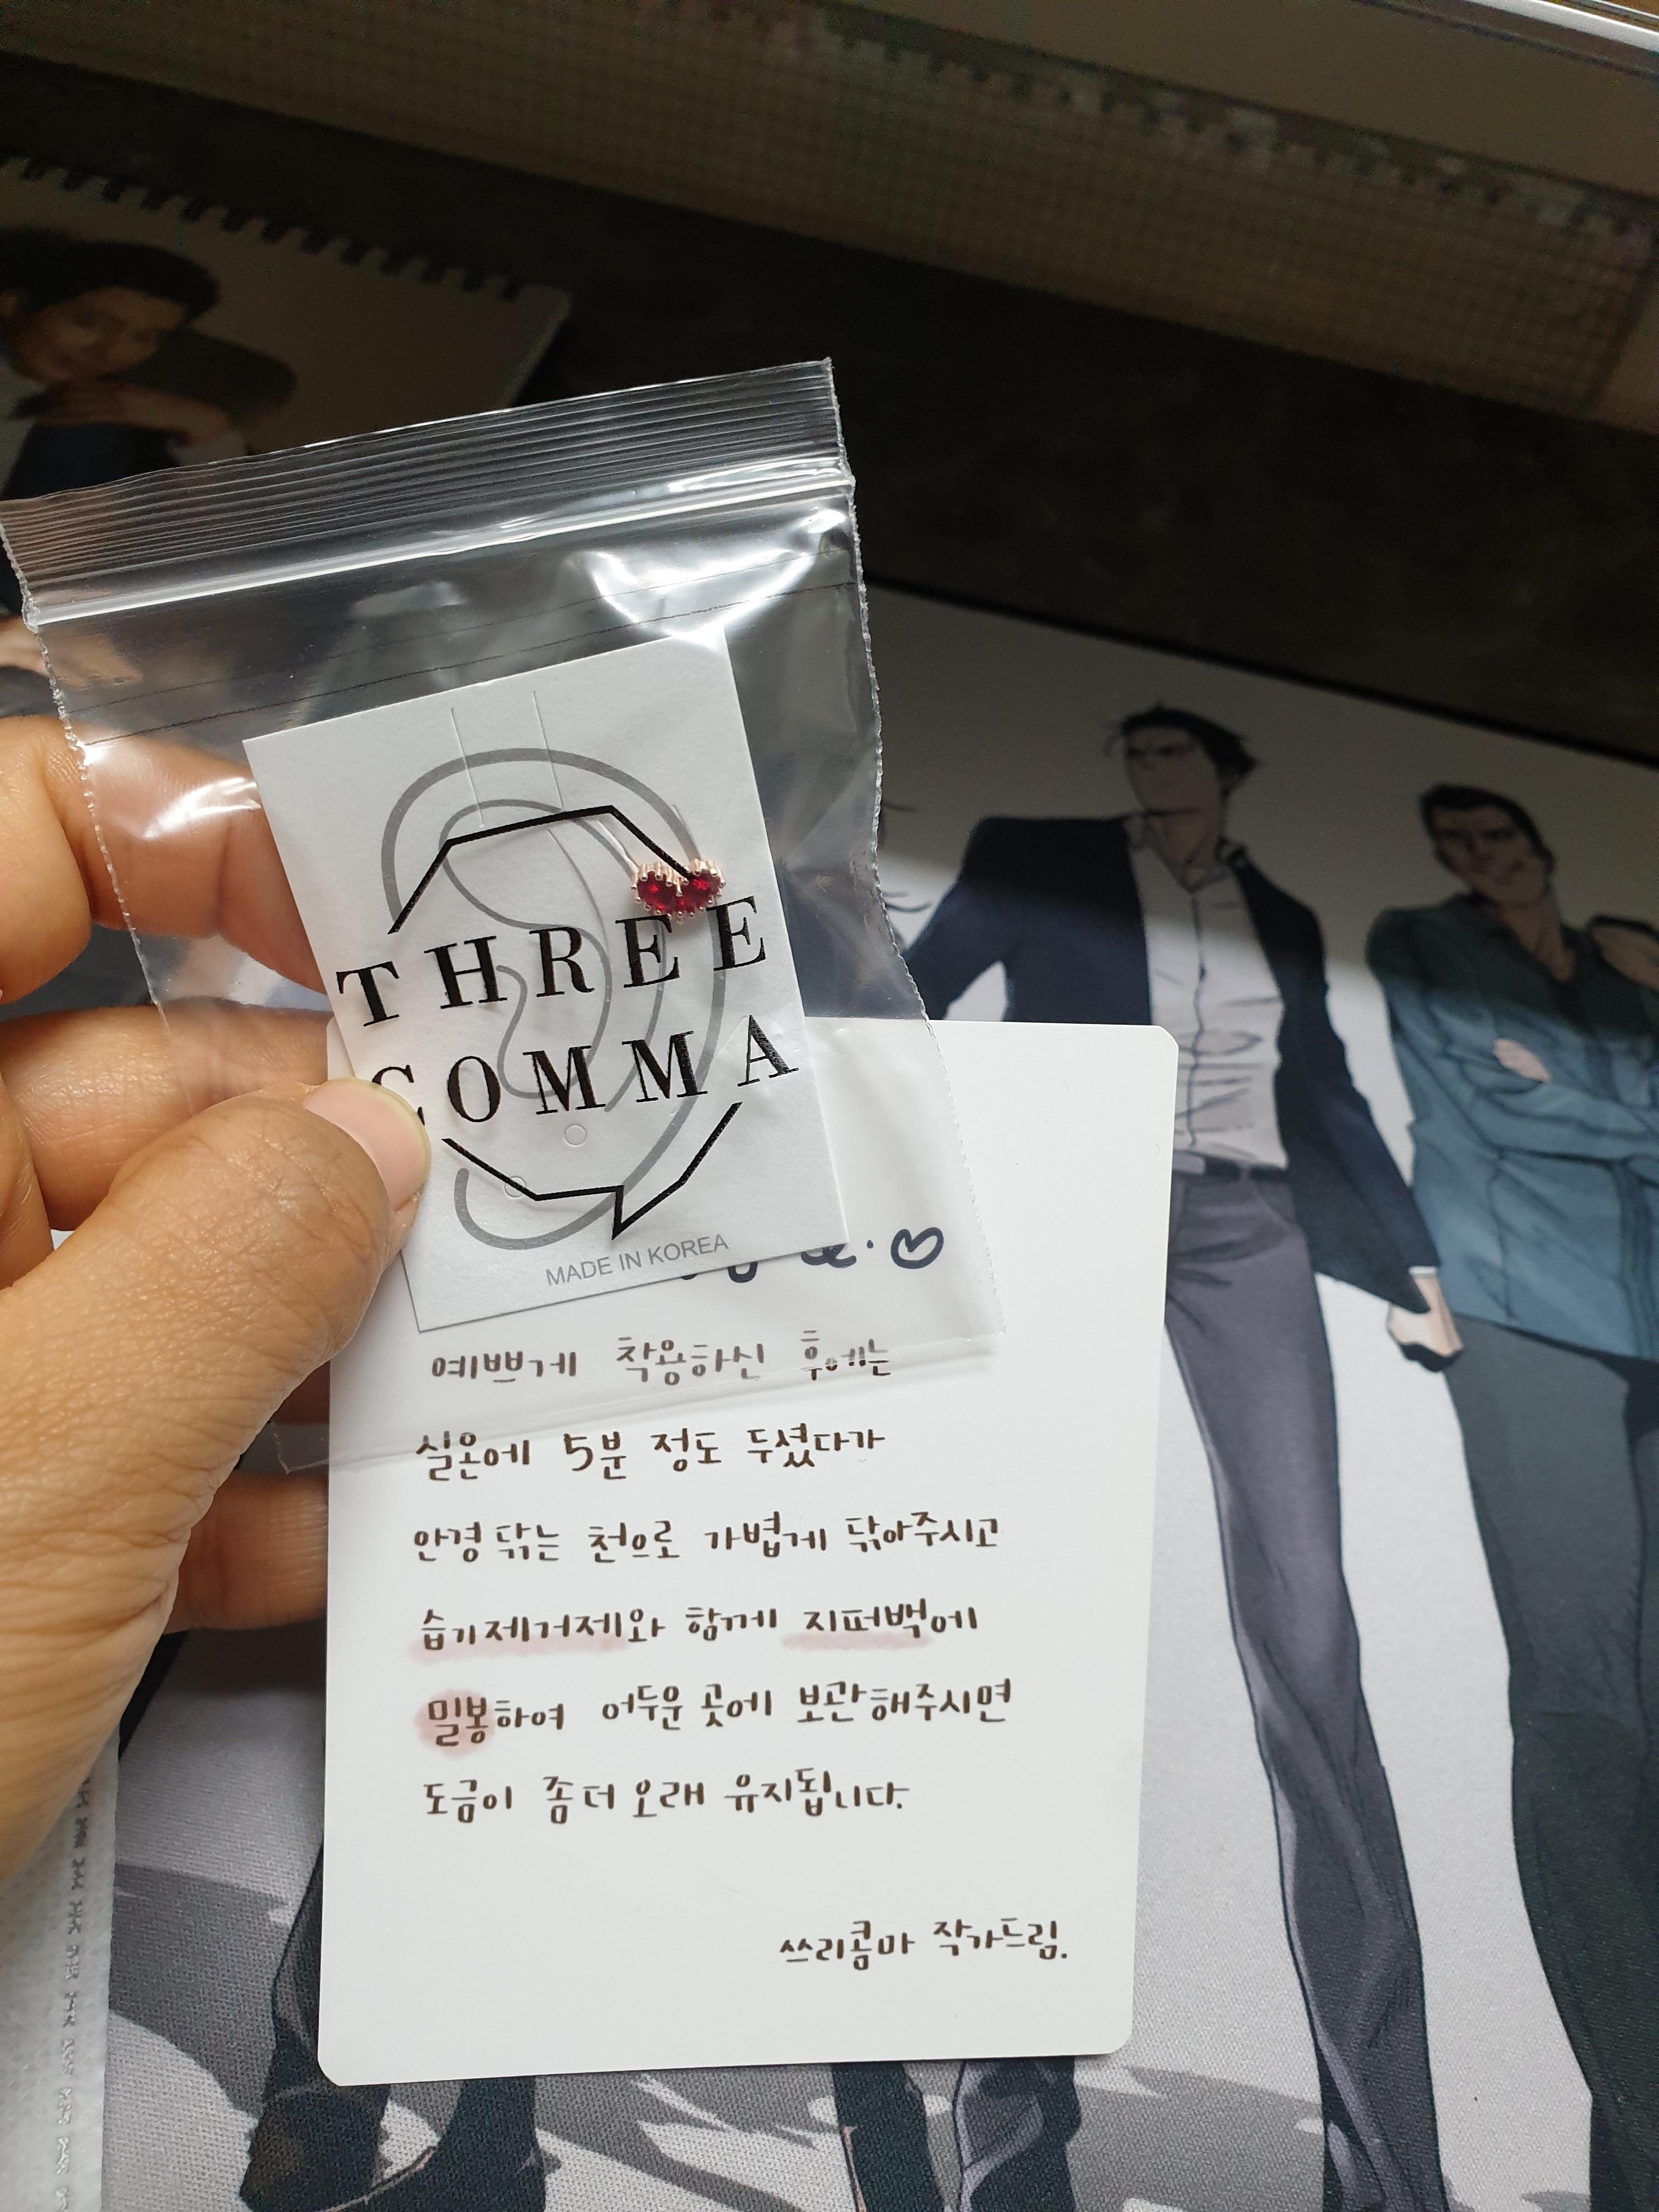 THREE
COMMA
MADE IN KOREA
예쁘게 착용하신 후에는
실온에 5분 정도 두셨다가
안경 닦는 천으로 가볍게 닦아주시고
습기제거제와 함께 지퍼백에
밀봉하여 어두운 곳에 보관해주시면
도금이 좀 더 오래 유지됩니다.
쓰리콤마 작가드림.